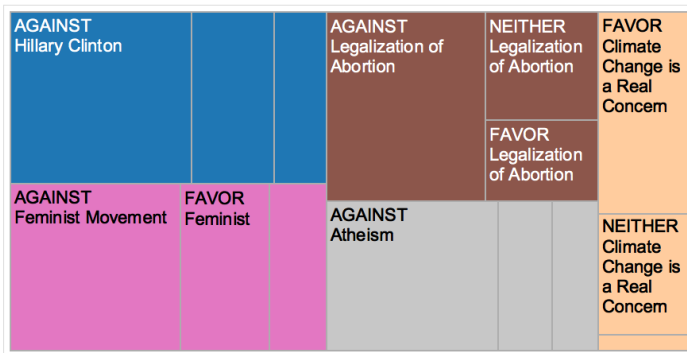 AGAINST
Hillary Clinton
AGAINST
Legalization of
Abortion
NEITHER
Legalization
of Abortion
FAVOR
Climate
Change is
a Real
Concern
FAVOR
Legalization
of Abortion
AGAINST
Feminist Movement
FAVOR
Feminist
AGAINST
Atheism
NEITHER
Climate
Change is
a Real
Concern